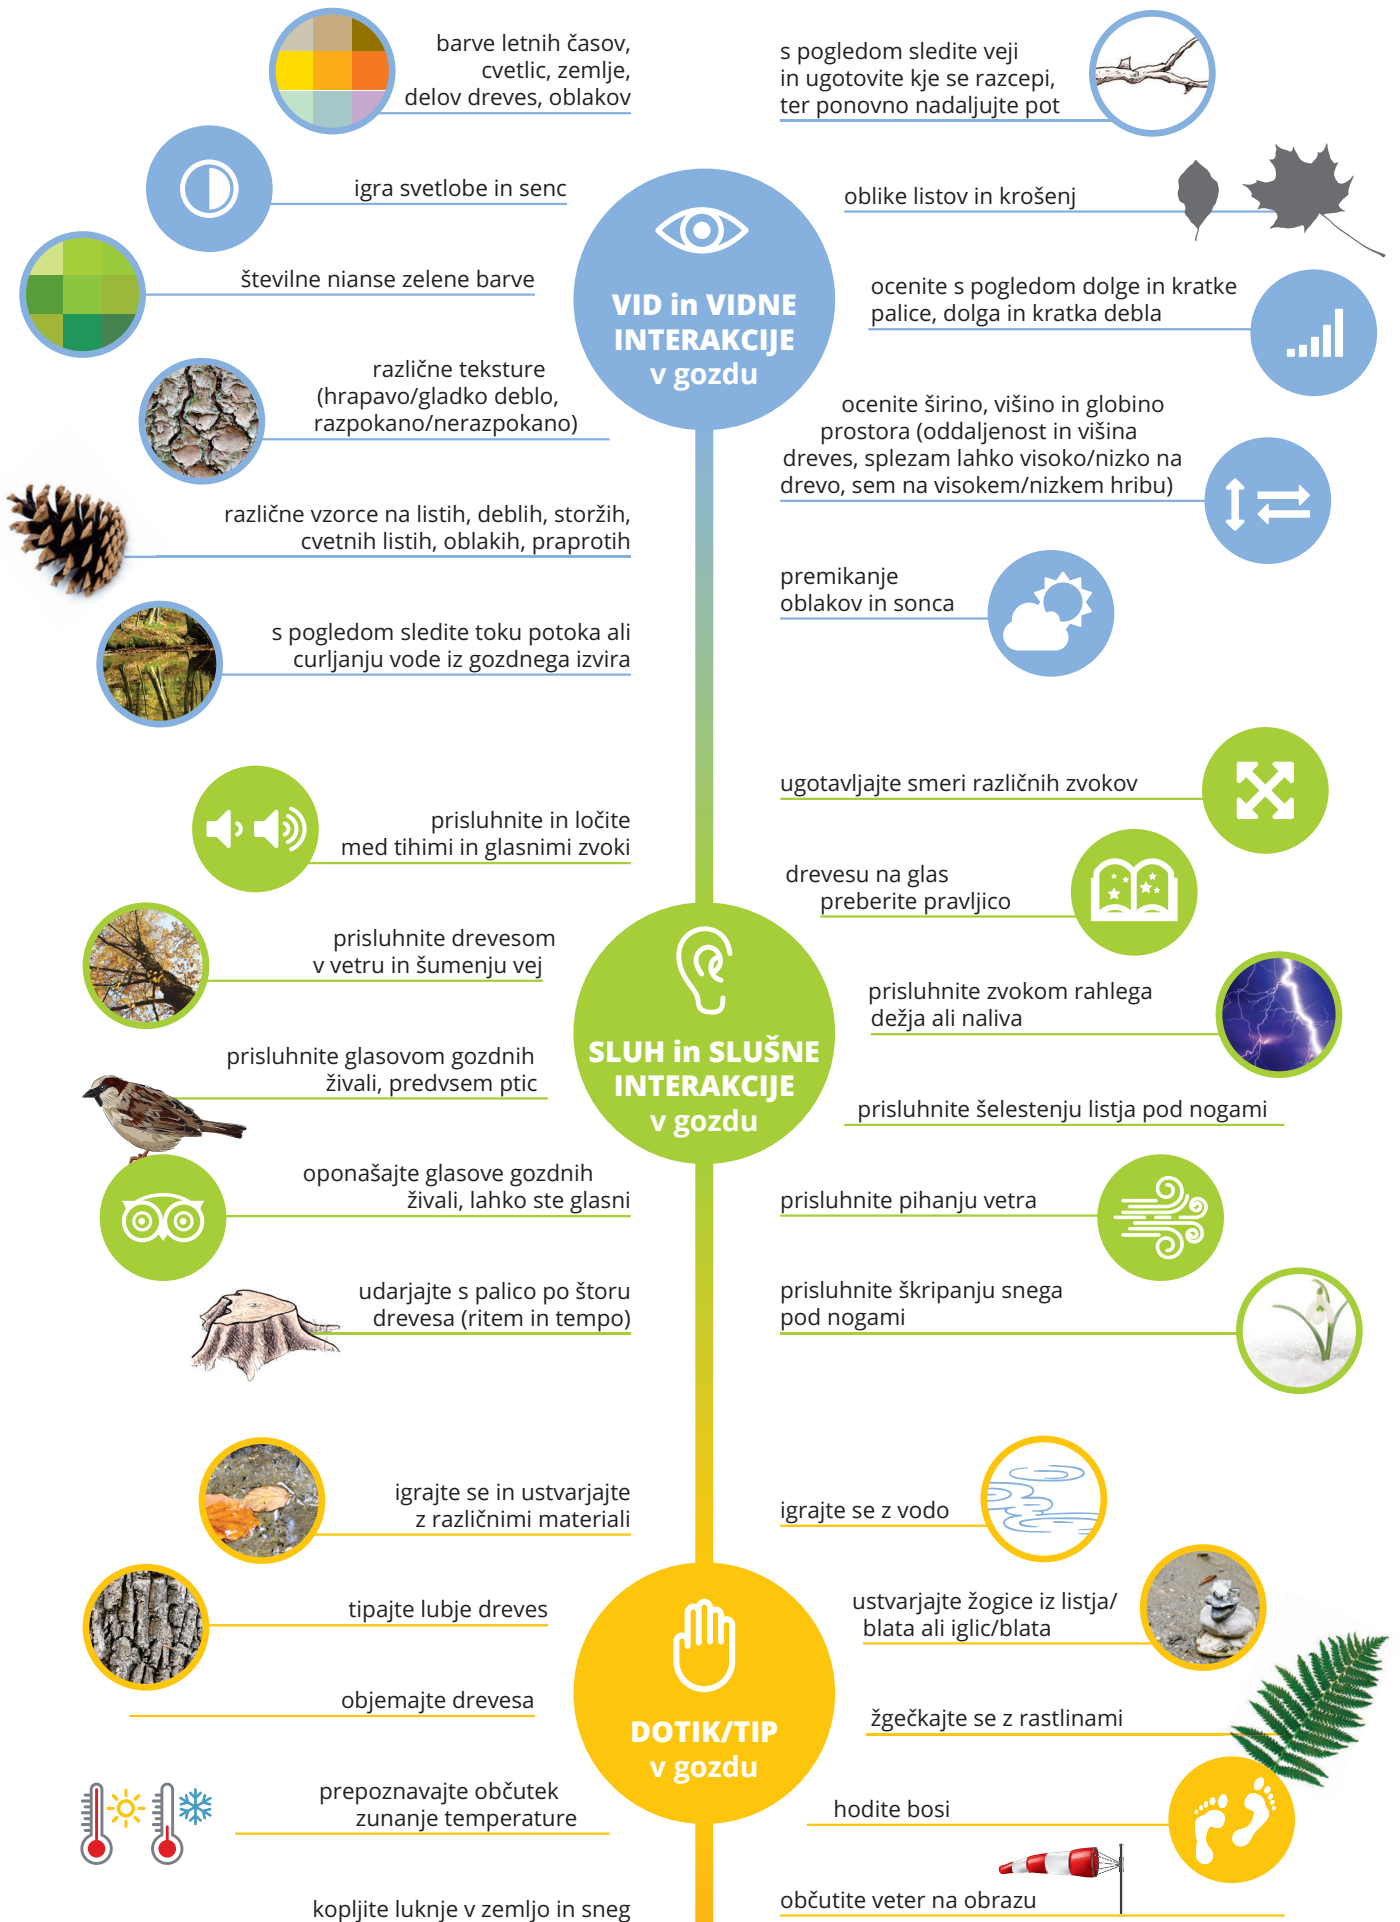 barve letnih časov,
cvetlic, zemlje,
delov dreves, oblakov
igra svetlobe in senc
številne nianse zelene barve
različne teksture
(hrapavo/gladko deblo,
razpokano/nerazpokano)
različne vzorce na listih, deblih, storžih,
cvetnih listih, oblakih, praprotih
s pogledom sledite toku potoka ali
curljanju vode iz gozdnega izvira
VID in VIDNE
INTERAKCIJE
v gozdu
s pogledom sledite veji
in ugotovite kje se razcepi,
ter ponovno nadaljujte pot
oblike listov in krošenj
ocenite s pogledom dolge in kratke
palice, dolga in kratka debla
ocenite širino, višino in globino
prostora (oddaljenost in višina
dreves, splezam lahko visoko/nizko na
drevo, sem na visokem/nizkem hribu)
premikanje
oblakov in sonca
prisluhnite in ločite
med tihimi in glasnimi zvoki
prisluhnite drevesom
v vetru in šumenju vej
prisluhnite glasovom gozdnih
živali, predvsem ptic
oponašajte glasove gozdnih
živali, lahko ste glasni
udarjajte s palico po štoru
drevesa (ritem in tempo)
SLUH in SLUŠNE
INTERAKCIJE
v gozdu
ugotavljajte smeri različnih zvokov
drevesu na glas
preberite pravljico
prisluhnite zvokom rahlega
dežja ali naliva
prisluhnite šelestenju listja pod nogami
prisluhnite pihanju vetra
prisluhnite škripanju snega
pod nogami
igrajte se in ustvarjajte
z različnimi materiali
tipajte lubje dreves
objemajte drevesa
prepoznavajte občutek
zunanje temperature
kopljite luknje v zemljo in sneg
DOTIK/TIP
v gozdu
igrajte se z vodo
ustvarjajte žogice iz listja/
blata ali iglic/blata
žgečkajte se z rastlinami
hodite bosi
občutite veter na obrazu